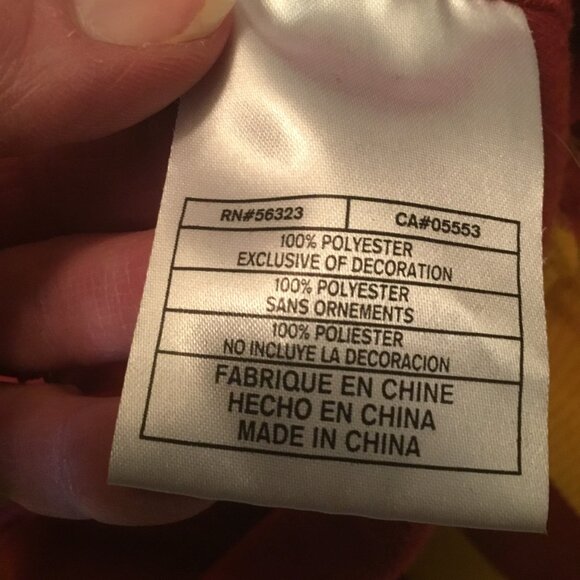 RN#56323 CA#05553
100% POLYESTER
EXCLUSIVE OF DECORATION
100% POLYESTER
SANS ORNEMENTS
100% POLIESTER
NO INCLUYE LA DECORACION
FABRIQUE EN CHINE
HECHO EN CHINA
MADE IN CHINA